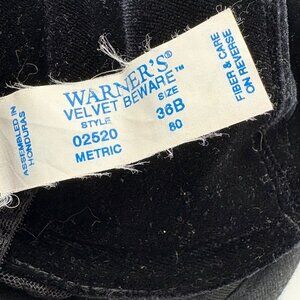 WARNER'S®
VELVET BEWARE™
STYLE SIZE
02520 36B
METRIC 80
ASSEMBLED IN
HONDURAS
FIBER & CARE
ON REVERSE